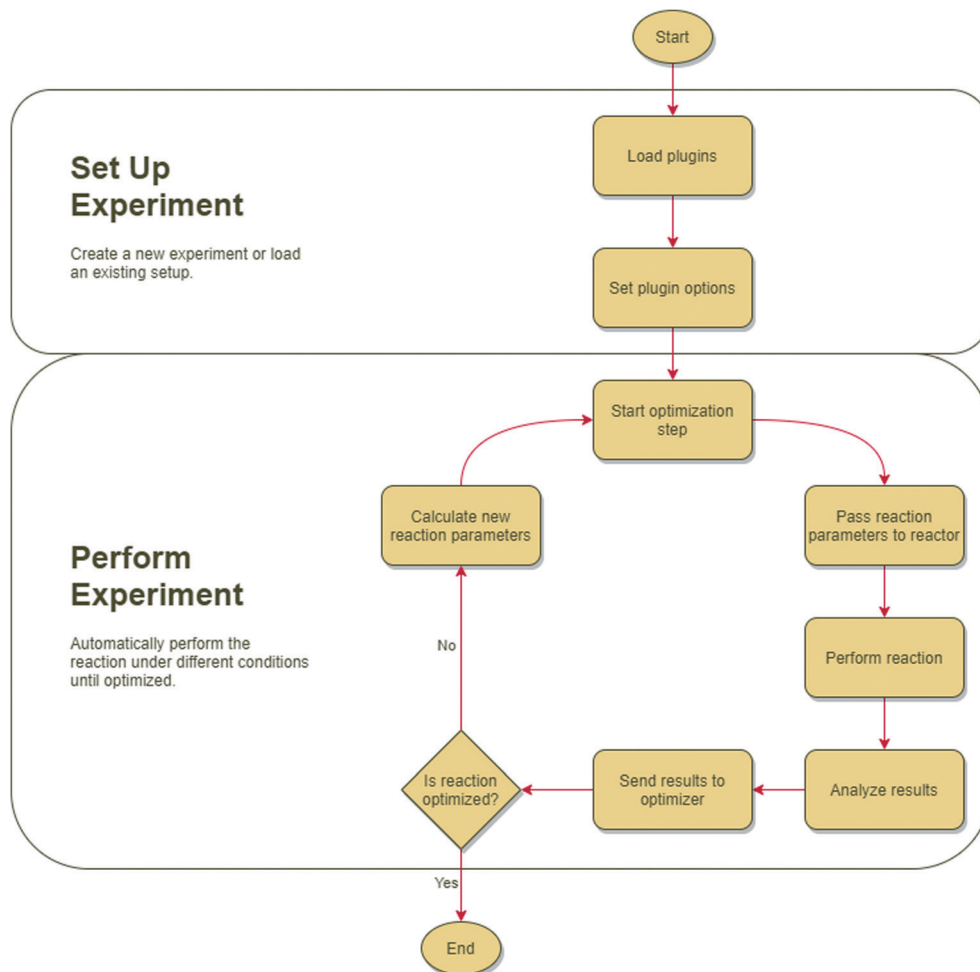 Start
Set Up
Experiment
Create a new experiment or load
an existing setup.
Load plugins
Set plugin options
Perform
Experiment
Automatically perform the
reaction under different conditions
until optimized.
Start optimization
step
Pass reaction
parameters to reactor
Perform reaction
Analyze results
Send results to
optimizer
Is reaction
optimized?
No
Calculate new
reaction parameters
Yes
End